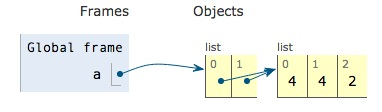 Frames Objects
Global frame
a
list
0 1
list
0 1 2
4 4 2